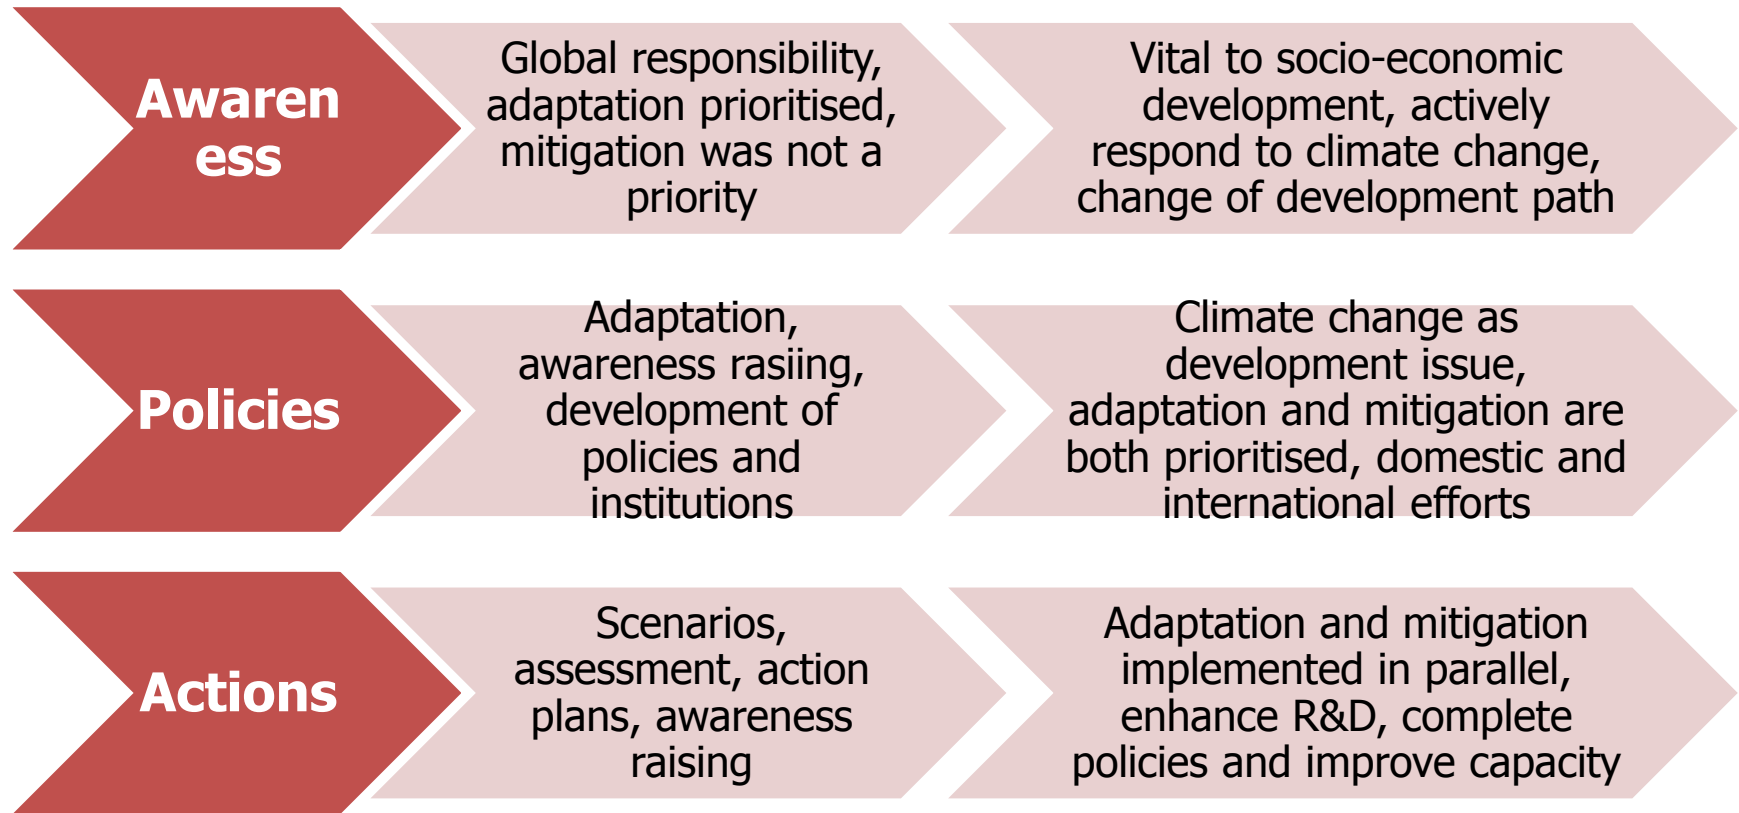 Awaren
ess
Global responsibility,
adaptation prioritised,
mitigation was not a
priority
Vital to socio-economic
development, actively
respond to climate change,
change of development path
Policies
Adaptation,
awareness rasiing,
development of
policies and
institutions
Climate change as
development issue,
adaptation and mitigation are
both prioritised, domestic and
international efforts
Actions
Scenarios,
assessment, action
plans, awareness
raising
Adaptation and mitigation
implemented in parallel,
enhance R&D, complete
policies and improve capacity